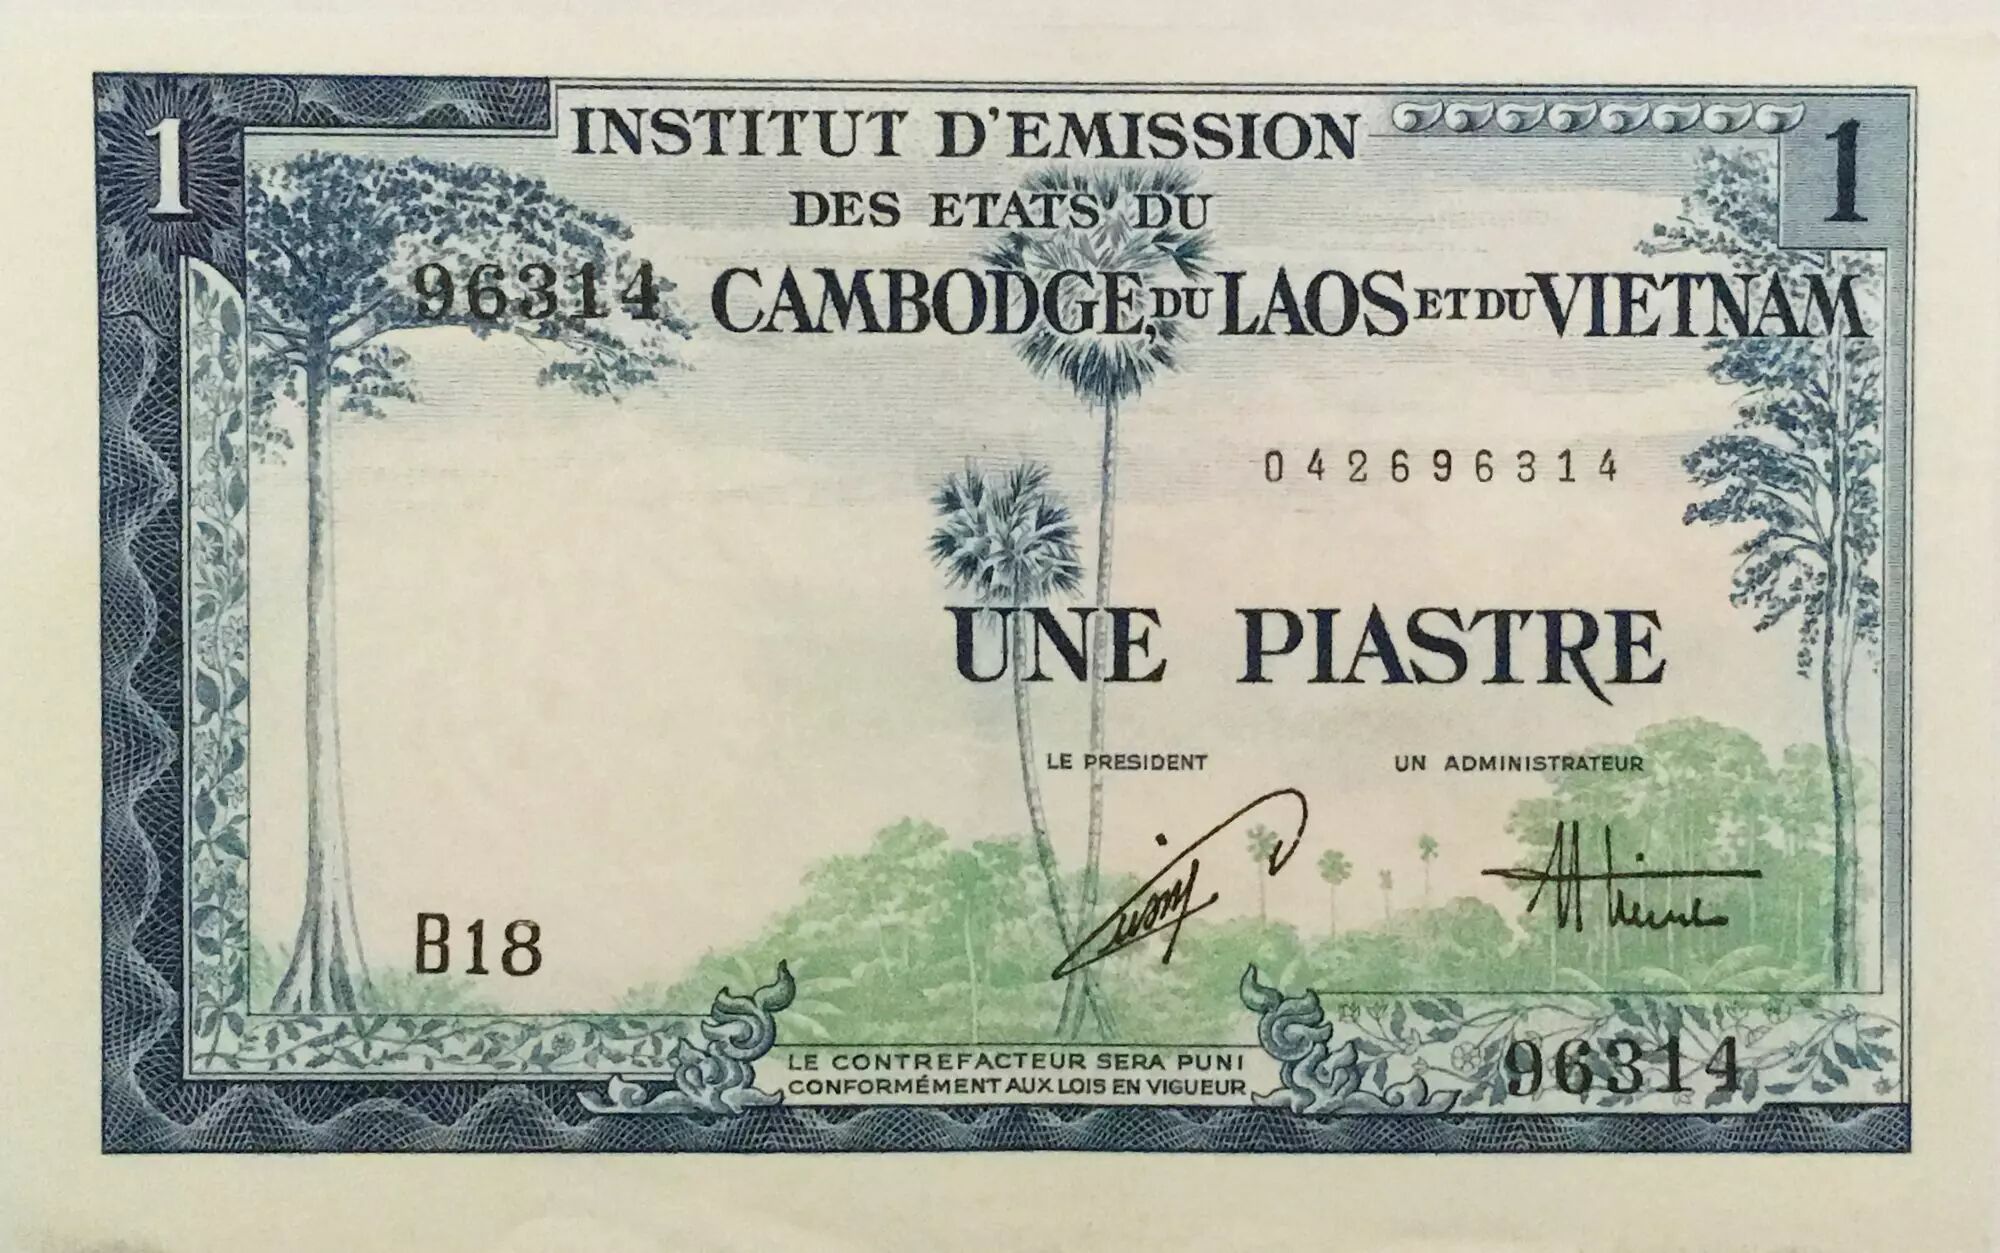 1
INSTITUT D'EMISSION
1
DES ETATS DU
96314
CAMBODGE, DU LAOS ET DU VIETNAM
042696314
UNE PIASTRE
LE PRESIDENT
UN ADMINISTRATEUR
B18
LE CONTREFACTEUR SERA PUNI
CONFORMÉMENT AUX LOIS EN VIGUEUR
96314